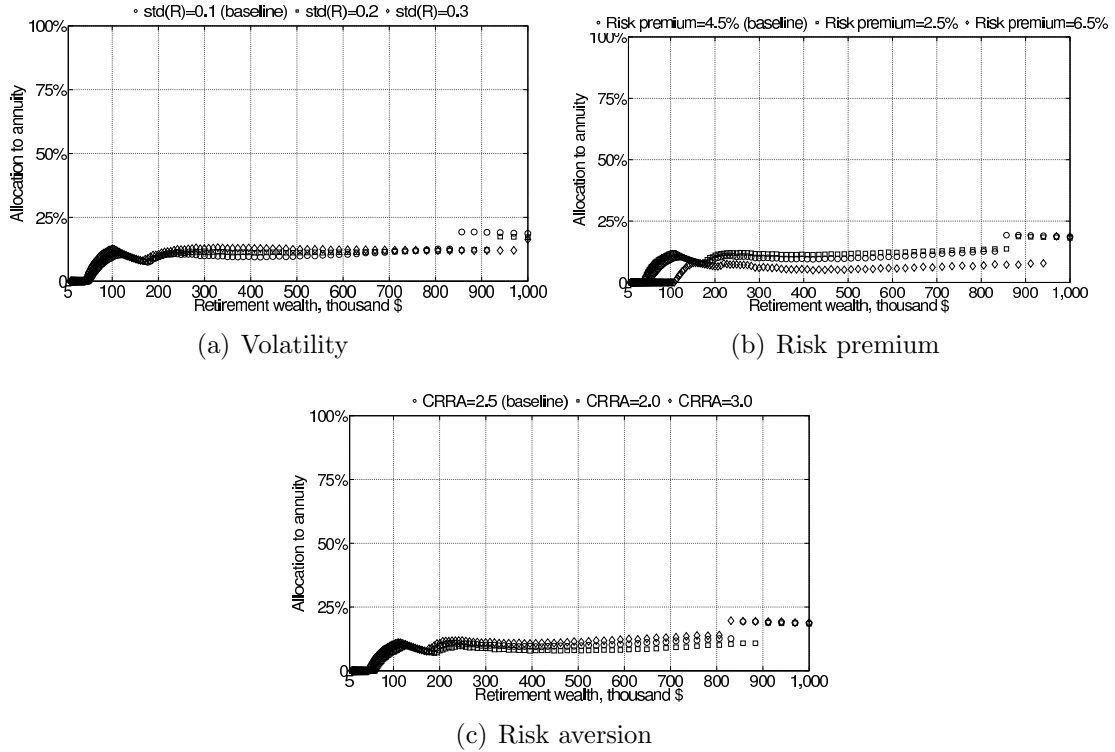 ◦ std(R)=0.1 (baseline) ▫ std(R)=0.2 ⋄ std(R)=0.3
100%
75%
50%
25%
0
Allocation to annuity
5 100 200 300 400 500 600 700 800 900 1,000
Retirement wealth, thousand $
(a) Volatility
◦ Risk premium=4.5% (baseline) ▫ Risk premium=2.5% ⋄ Risk premium=6.5%
100%
75%
50%
25%
0
Allocation to annuity
5 100 200 300 400 500 600 700 800 900 1,000
Retirement wealth, thousand $
(b) Risk premium
◦ CRRA=2.5 (baseline) ▫ CRRA=2.0 ⋄ CRRA=3.0
100%
75%
50%
25%
0
Allocation to annuity
5 100 200 300 400 500 600 700 800 900 1,000
Retirement wealth, thousand $
(c) Risk aversion